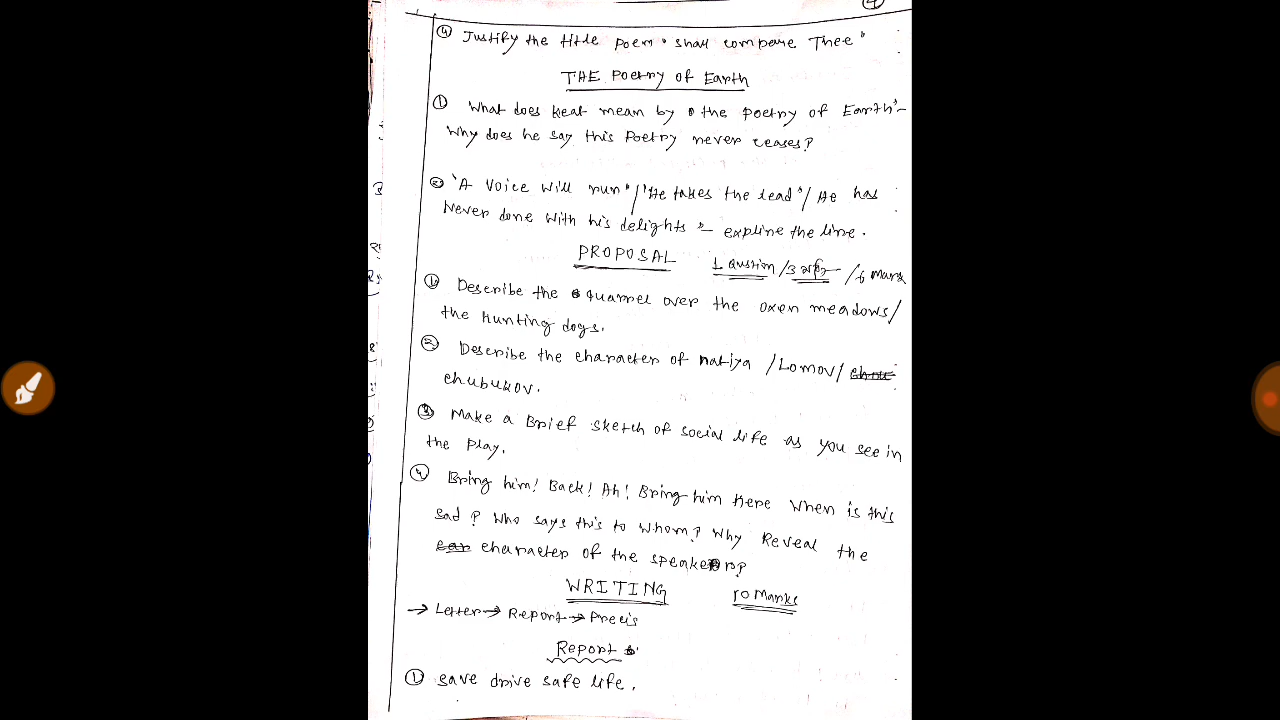 4
④ Justify the title poem "shall compare Thee"
THE Poetry of Earth
① What does keat mean by the poetry of Earth"-
Why does he say this Poetry never ceases?
② 'A Voice will run"/"He takes the lead"/ He has
Never done with his delights "- expline the line.
PROPOSAL 1 Qustion / 3 / 6 Mark
① Describe the quarrel over the oxen meadows/
the hunting dogs.
② Describe the character of natiya /Lomov/
chubukov.
③ Make a Brief sketch of social life as you see in
the Play.
④ Bring him! Back! Ah! Bring him Here When is this
sad? Who says this to whom? Why Reveal the
character of the speaker?
WRITING 10 Marks
→ Letter → Report → Precis
Report
① save drive safe life.